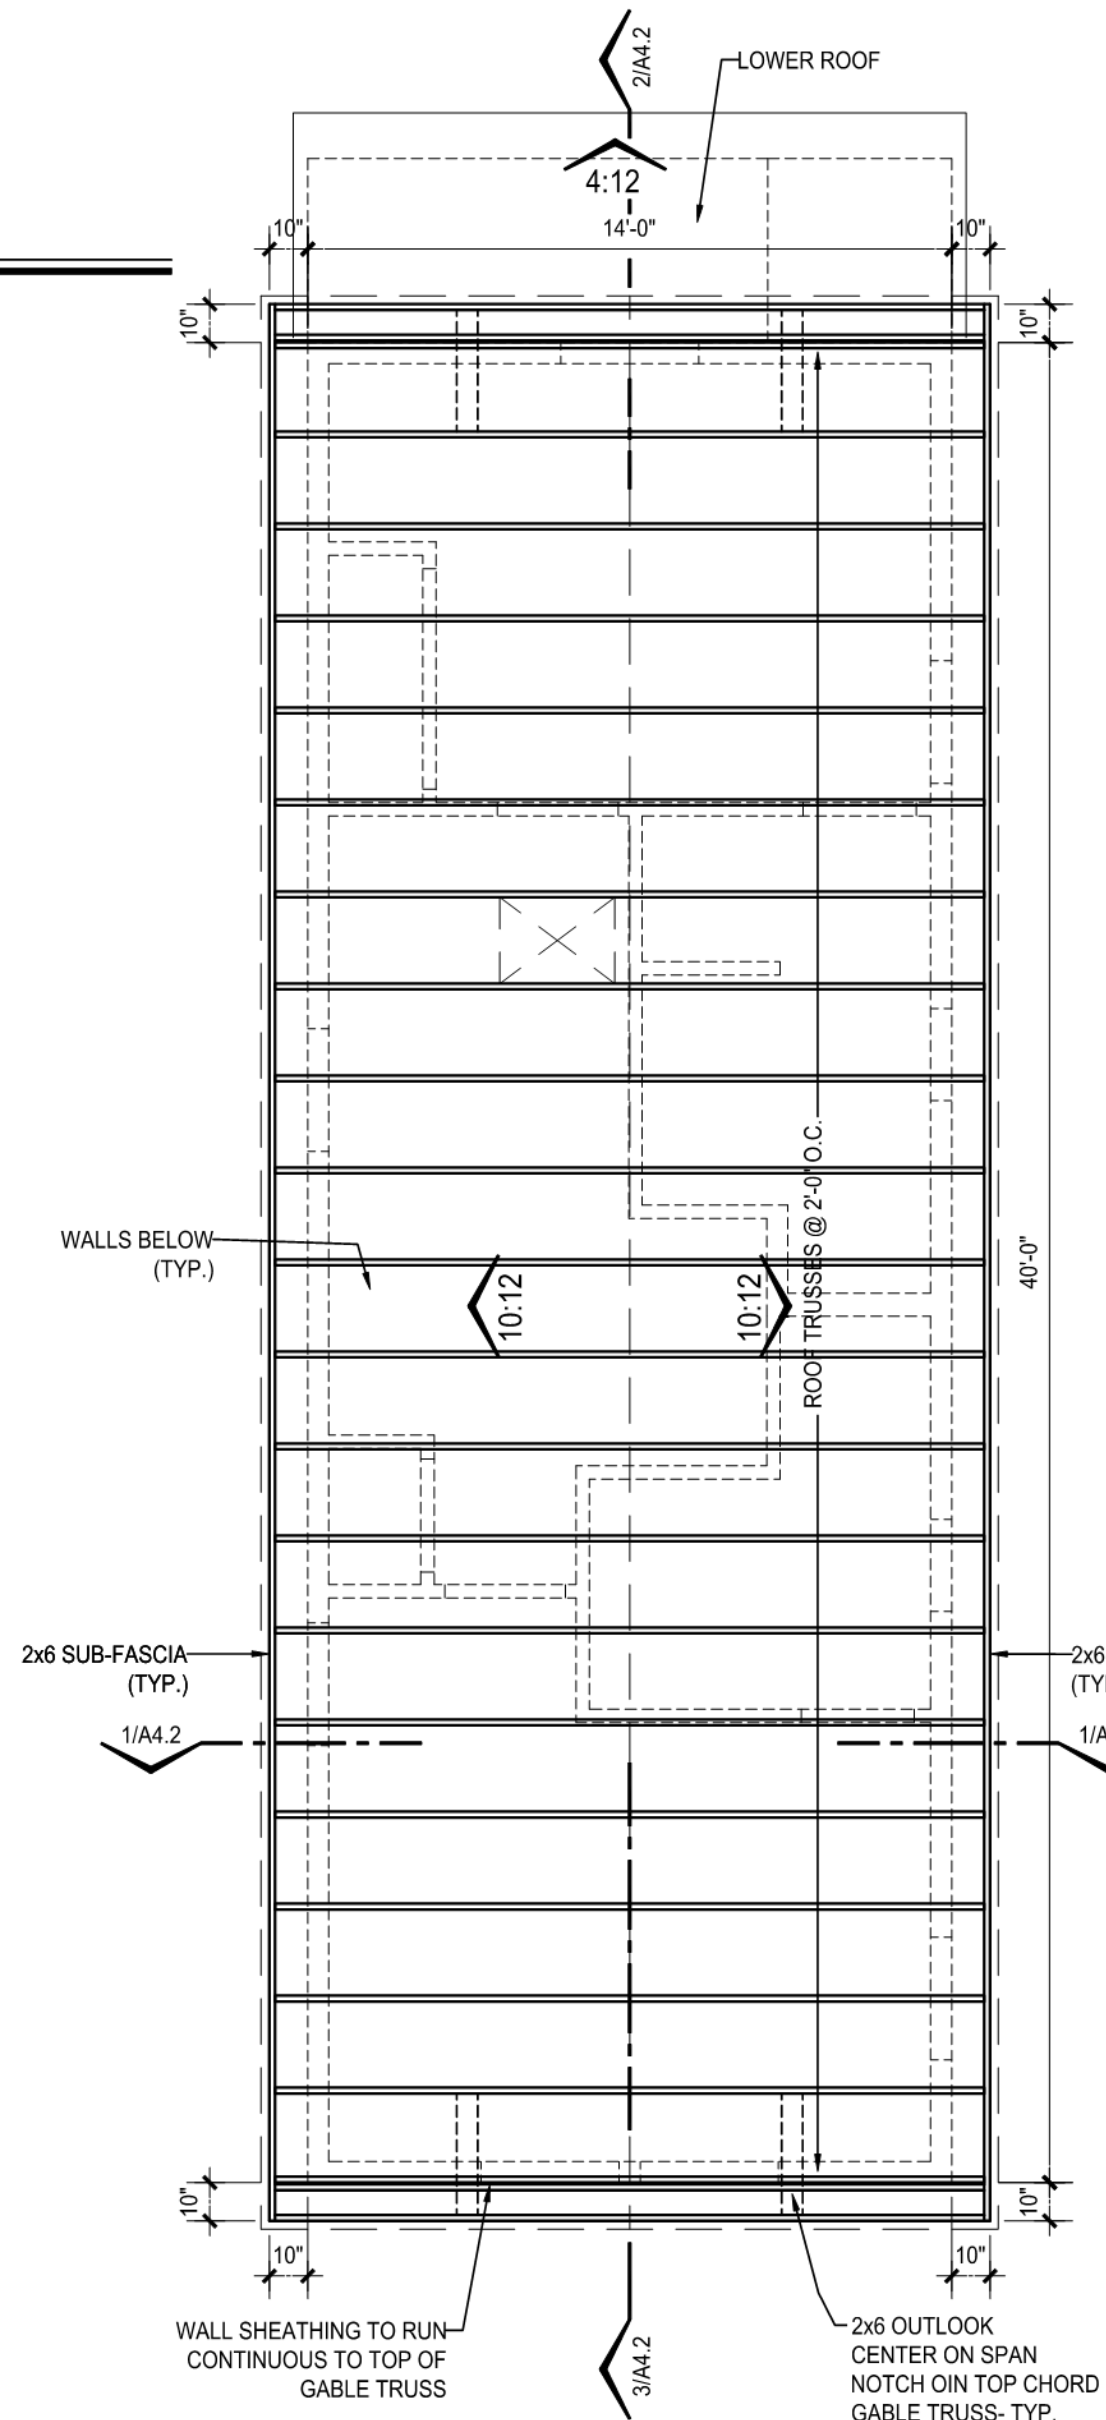 2/A4.2
LOWER ROOF
4:12
10"
14'-0"
10"
10"
10"
ROOF TRUSSES @ 2'-0" O.C.
WALLS BELOW
(TYP.)
10:12
10:12
40'-0"
2x6 SUB-FASCIA
(TYP.)
2x6
(TY
1/A4.2
1/A
10"
10"
10"
10"
WALL SHEATHING TO RUN
CONTINUOUS TO TOP OF
GABLE TRUSS
3/A4.2
2x6 OUTLOOK
CENTER ON SPAN
NOTCH OIN TOP CHORD
GABLE TRUSS- TYP.